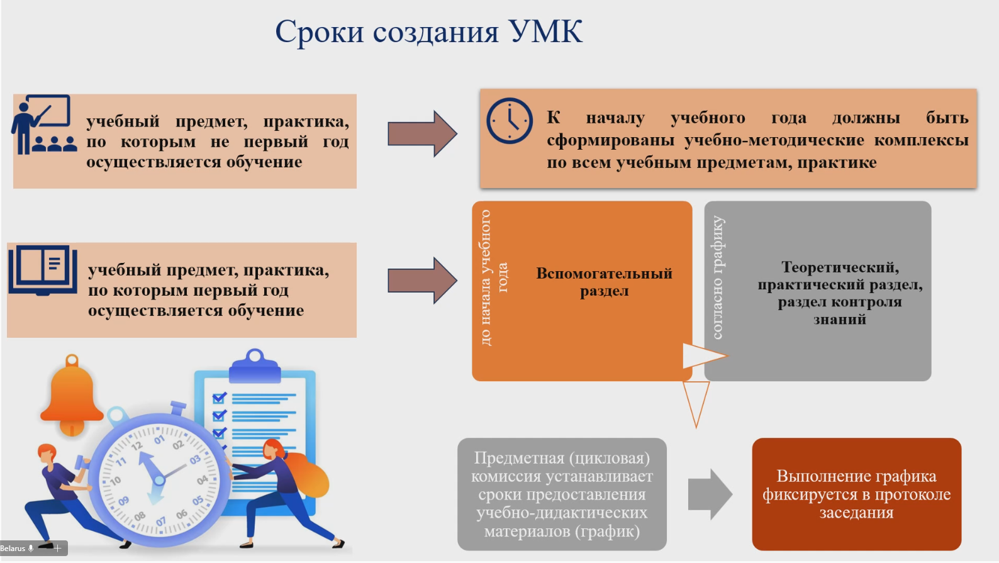 Сроки создания УМК
учебный предмет, практика,
по которым не первый год
осуществляется обучение
К началу учебного года должны быть
сформированы учебно-методические комплексы
по всем учебным предметам, практике
учебный предмет, практика,
по которым первый год
осуществляется обучение
до начала учебного
года
Вспомогательный
раздел
согласно графику
Теоретический,
практический раздел,
раздел контроля
знаний
12
01
02
03
04
05
06
07
08
09
10
11
Предметная (цикловая)
комиссия устанавливает
сроки предоставления
учебно-дидактических
материалов (график)
Выполнение графика
фиксируется в протоколе
заседания
Belarus